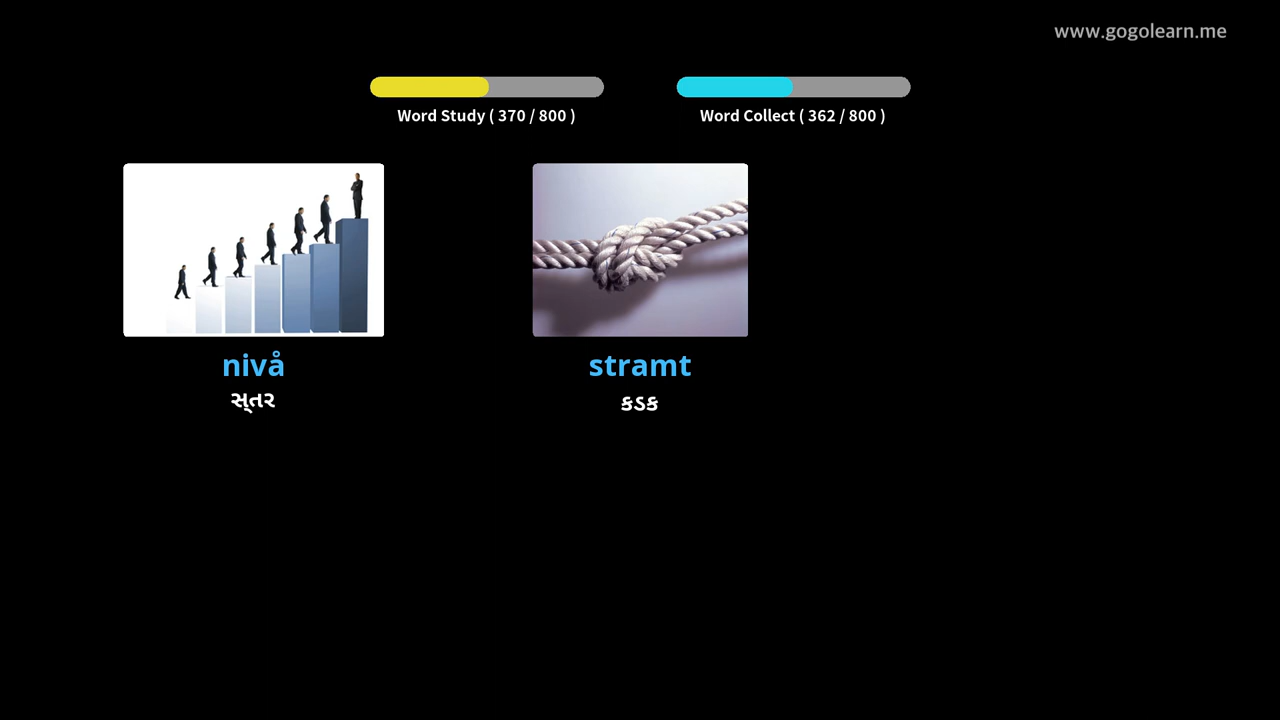 www.gogolearn.me
Word Study ( 370 / 800 )
Word Collect ( 362 / 800 )
nivå
stramt
સ્તર
કડક